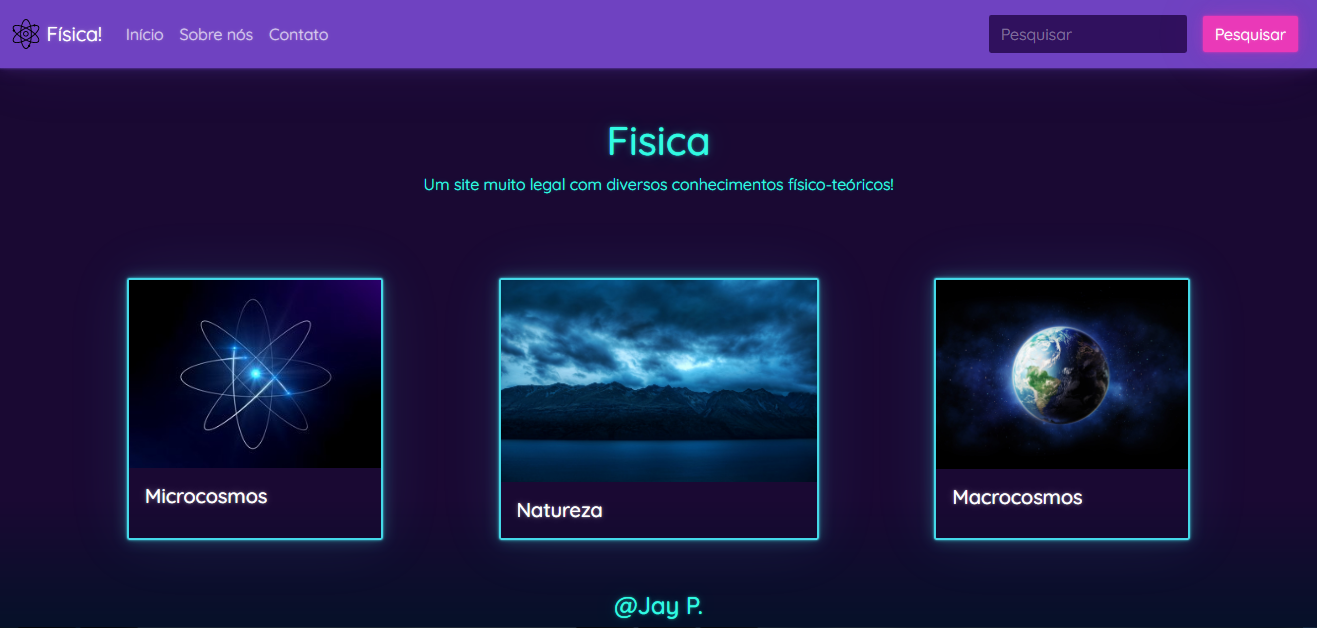 Física! Início Sobre nós Contato Pesquisar Pesquisar
Fisica
Um site muito legal com diversos conhecimentos físico-teóricos!
Microcosmos
Natureza
Macrocosmos
@Jay P.